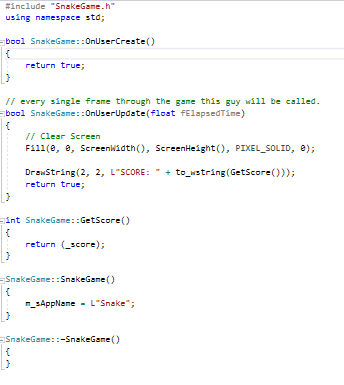 #include "SnakeGame.h"
using namespace std;
bool SnakeGame::OnUserCreate()
{
return true;
}
// every single frame through the game this guy will be called.
bool SnakeGame::OnUserUpdate(float fElapsedTime)
{
// Clear Screen
Fill(0, 0, ScreenWidth(), ScreenHeight(), PIXEL_SOLID, 0);
DrawString(2, 2, L"SCORE: " + to_wstring(GetScore()));
return true;
}
int SnakeGame::GetScore()
{
return (_score);
}
SnakeGame::SnakeGame()
{
m_sAppName = L"Snake";
}
SnakeGame::~SnakeGame()
{
}